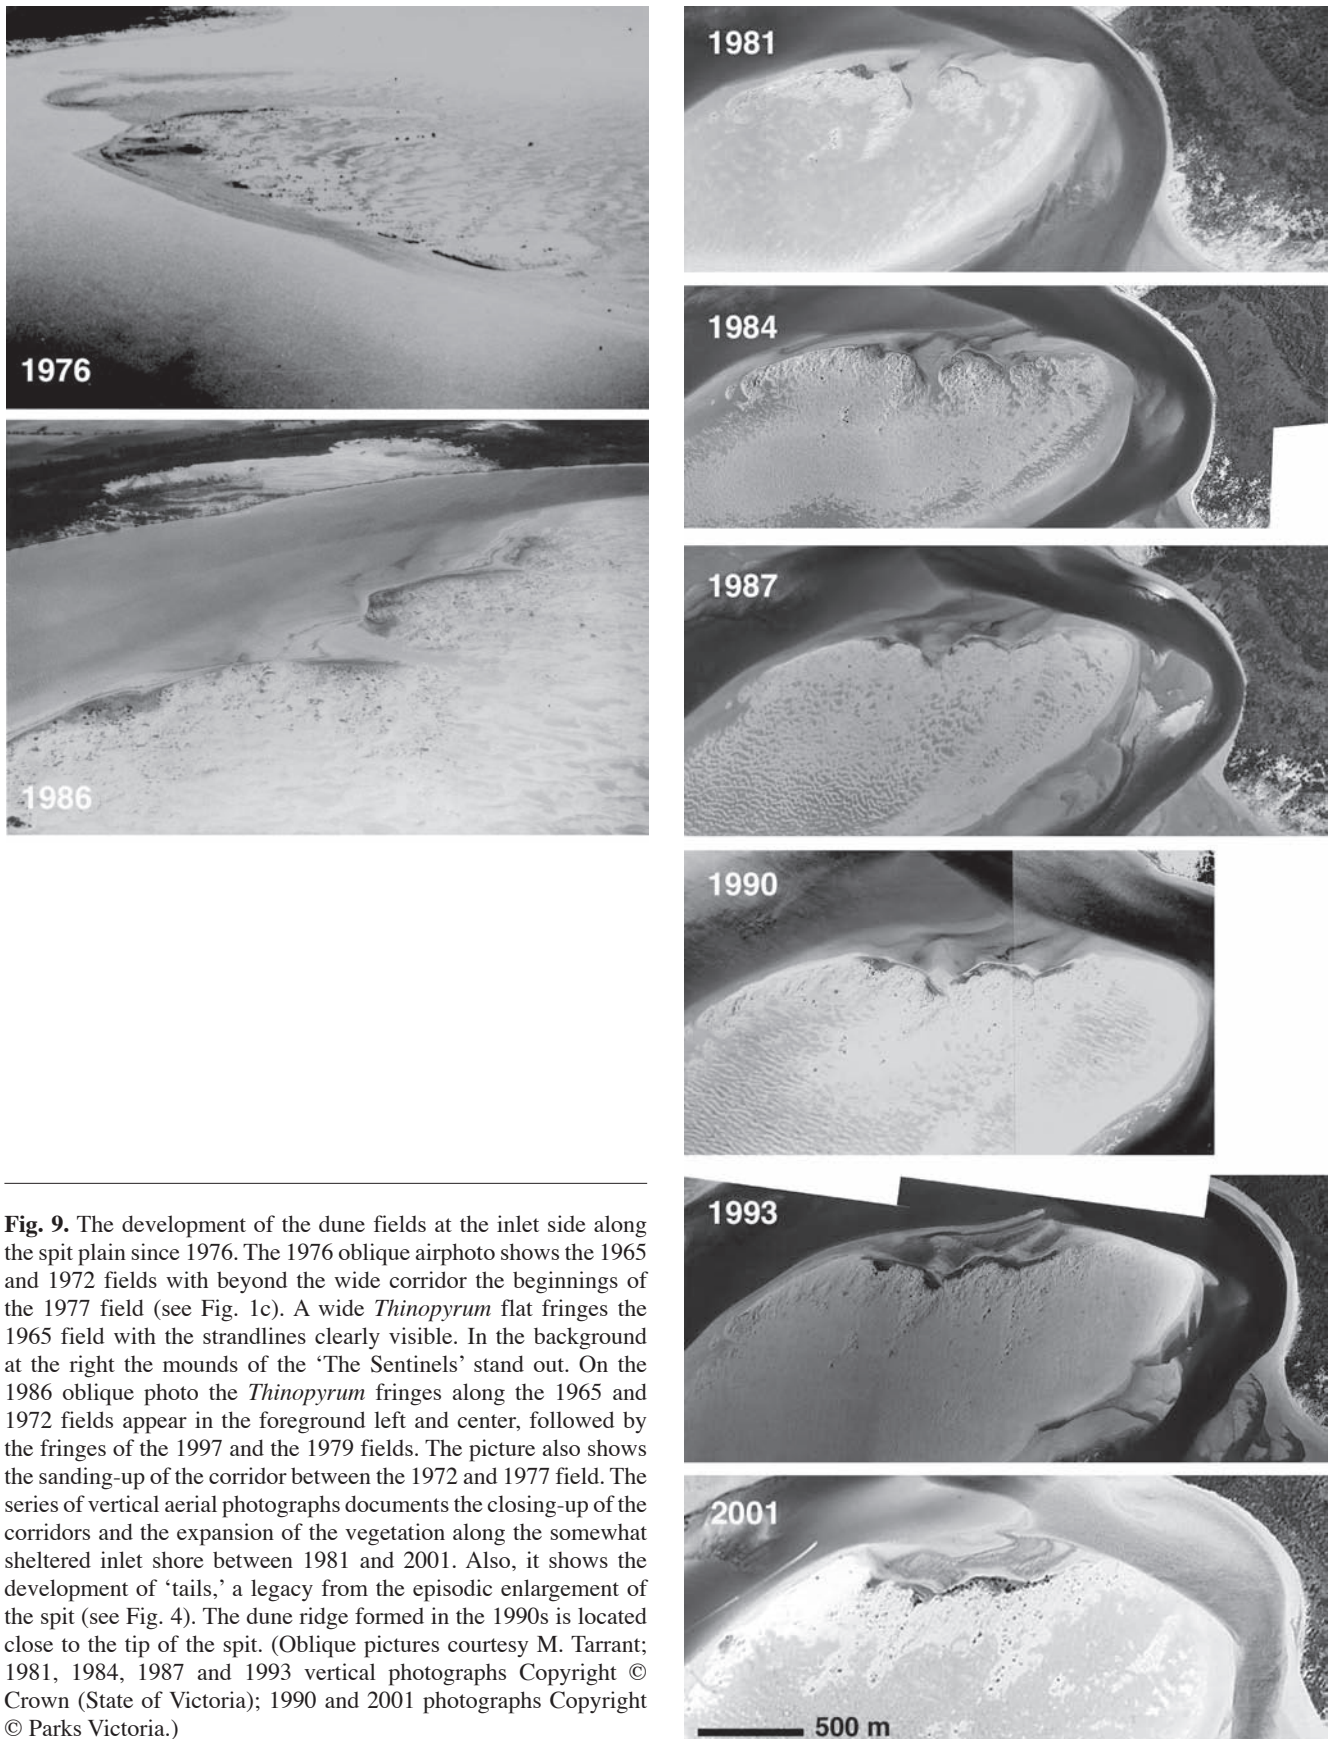 1976
1986
1981
1984
1987
1990
1993
2001
500 m
Fig. 9. The development of the dune fields at the inlet side along
the spit plain since 1976. The 1976 oblique airphoto shows the 1965
and 1972 fields with beyond the wide corridor the beginnings of
the 1977 field (see Fig. 1c). A wide Thinopyrum flat fringes the
1965 field with the strandlines clearly visible. In the background
at the right the mounds of the ‘The Sentinels’ stand out. On the
1986 oblique photo the Thinopyrum fringes along the 1965 and
1972 fields appear in the foreground left and center, followed by
the fringes of the 1997 and the 1979 fields. The picture also shows
the sanding-up of the corridor between the 1972 and 1977 field. The
series of vertical aerial photographs documents the closing-up of the
corridors and the expansion of the vegetation along the somewhat
sheltered inlet shore between 1981 and 2001. Also, it shows the
development of ‘tails,’ a legacy from the episodic enlargement of
the spit (see Fig. 4). The dune ridge formed in the 1990s is located
close to the tip of the spit. (Oblique pictures courtesy M. Tarrant;
1981, 1984, 1987 and 1993 vertical photographs Copyright ©
Crown (State of Victoria); 1990 and 2001 photographs Copyright
© Parks Victoria.)